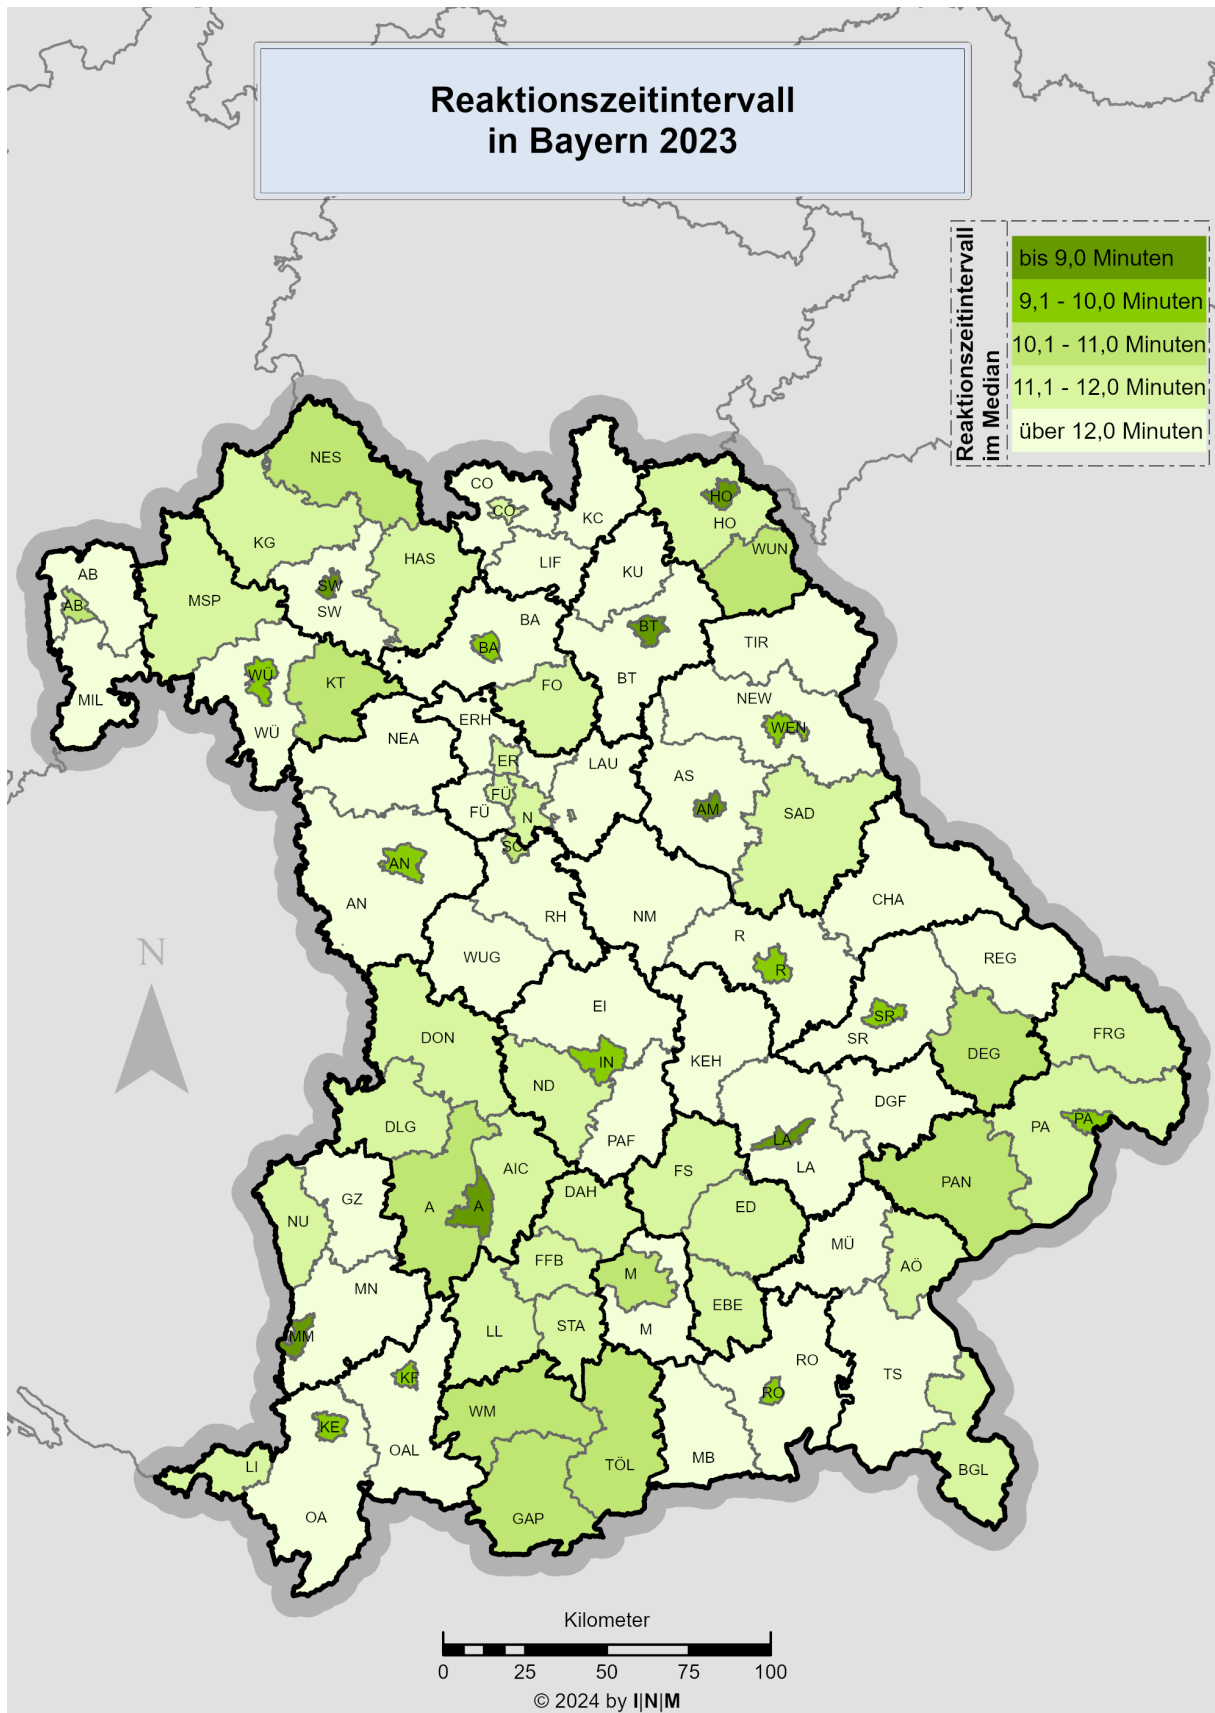 Reaktionszeitintervall
in Bayern 2023
Reaktionszeitintervall
im Median
bis 9,0 Minuten
9,1 - 10,0 Minuten
10,1 - 11,0 Minuten
11,1 - 12,0 Minuten
über 12,0 Minuten
NES
CO
HO
CO
KC
HO
KG
WUN
HAS
LIF
AB
KU
SW
MSP
AB
SW
BA
BT
TIR
BA
WÜ
KT
BT
FO
MIL
NEW
ERH
WEN
WÜ
NEA
ER
LAU
AS
FÜ
FÜ
N
AM
SAD
SC
AN
AN
CHA
RH
NM
R
WUG
REG
R
EI
SR
DON
SR
FRG
IN
KEH
DEG
ND
DGF
DLG
PA
PA
PAF
LA
AIC
FS
LA
DAH
PAN
GZ
A
A
ED
NU
MÜ
FFB
M
AÖ
MN
EBE
MM
LL
STA
M
RO
KF
TS
RO
WM
KE
OAL
MB
LI
TÖL
BGL
OA
GAP
N
Kilometer
0 25 50 75 100
© 2024 by I|N|M